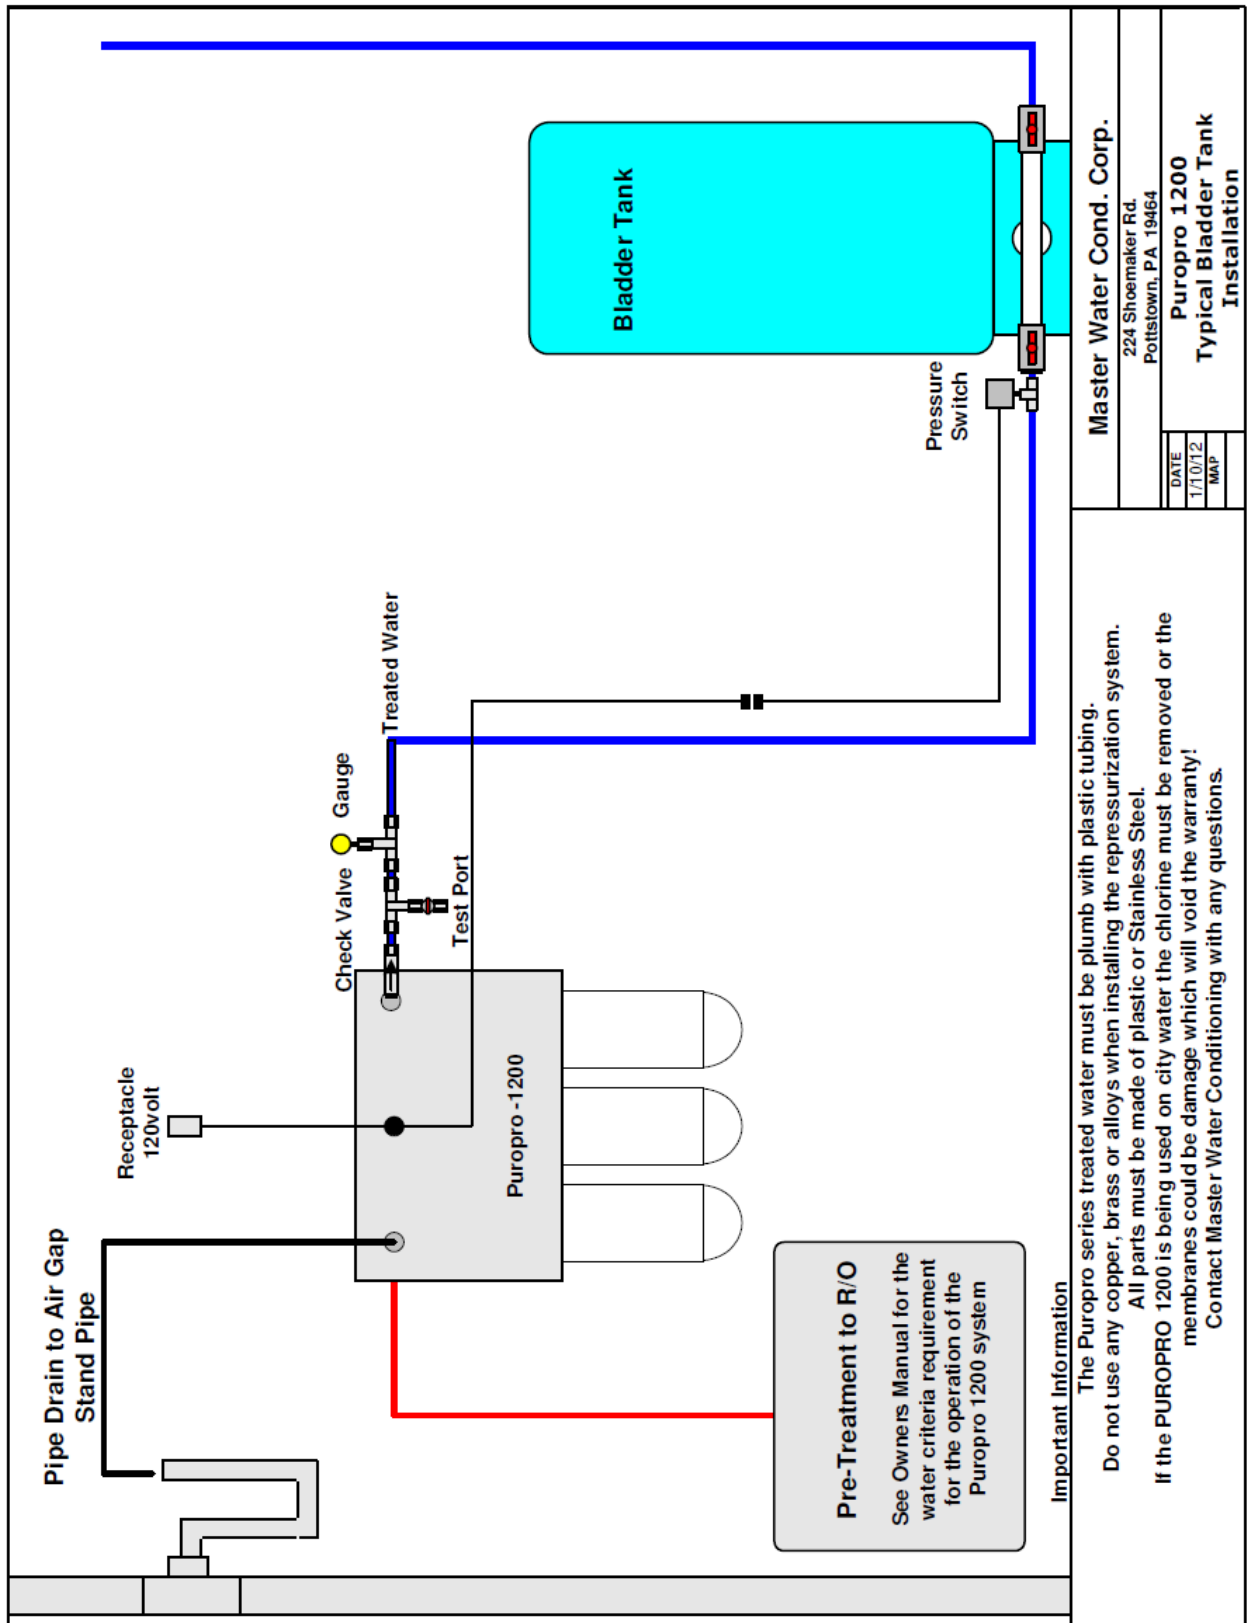 Pipe Drain to Air Gap
Stand Pipe
Receptacle
120volt
Check Valve
Gauge
Treated Water
Test Port
Puropro -1200
Pressure
Switch
Bladder Tank
Pre-Treatment to R/O
See Owners Manual for the
water criteria requirement
for the operation of the
Puropro 1200 system
Important Information
The Puropro series treated water must be plumb with plastic tubing.
Do not use any copper, brass or alloys when installing the repressurization system.
All parts must be made of plastic or Stainless Steel.
If the PUROPRO 1200 is being used on city water the chlorine must be removed or the
membranes could be damage which will void the warranty!
Contact Master Water Conditioning with any questions.
Master Water Cond. Corp.
224 Shoemaker Rd.
Pottstown, PA 19464
DATE
1/10/12
MAP
Puropro 1200
Typical Bladder Tank
Installation